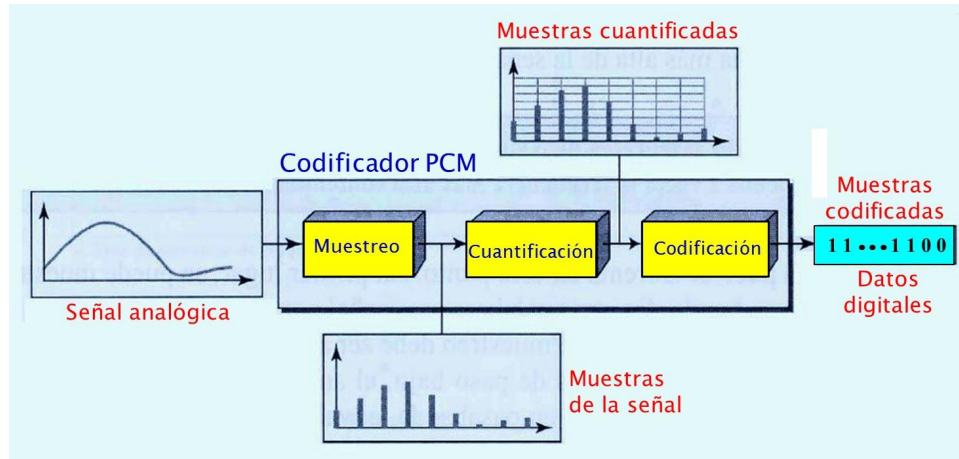 Muestras cuantificadas
Codificador PCM
Muestreo
Cuantificación
Codificación
Muestras
codificadas
11•••1100
Datos
digitales
Señal analógica
Muestras
de la señal